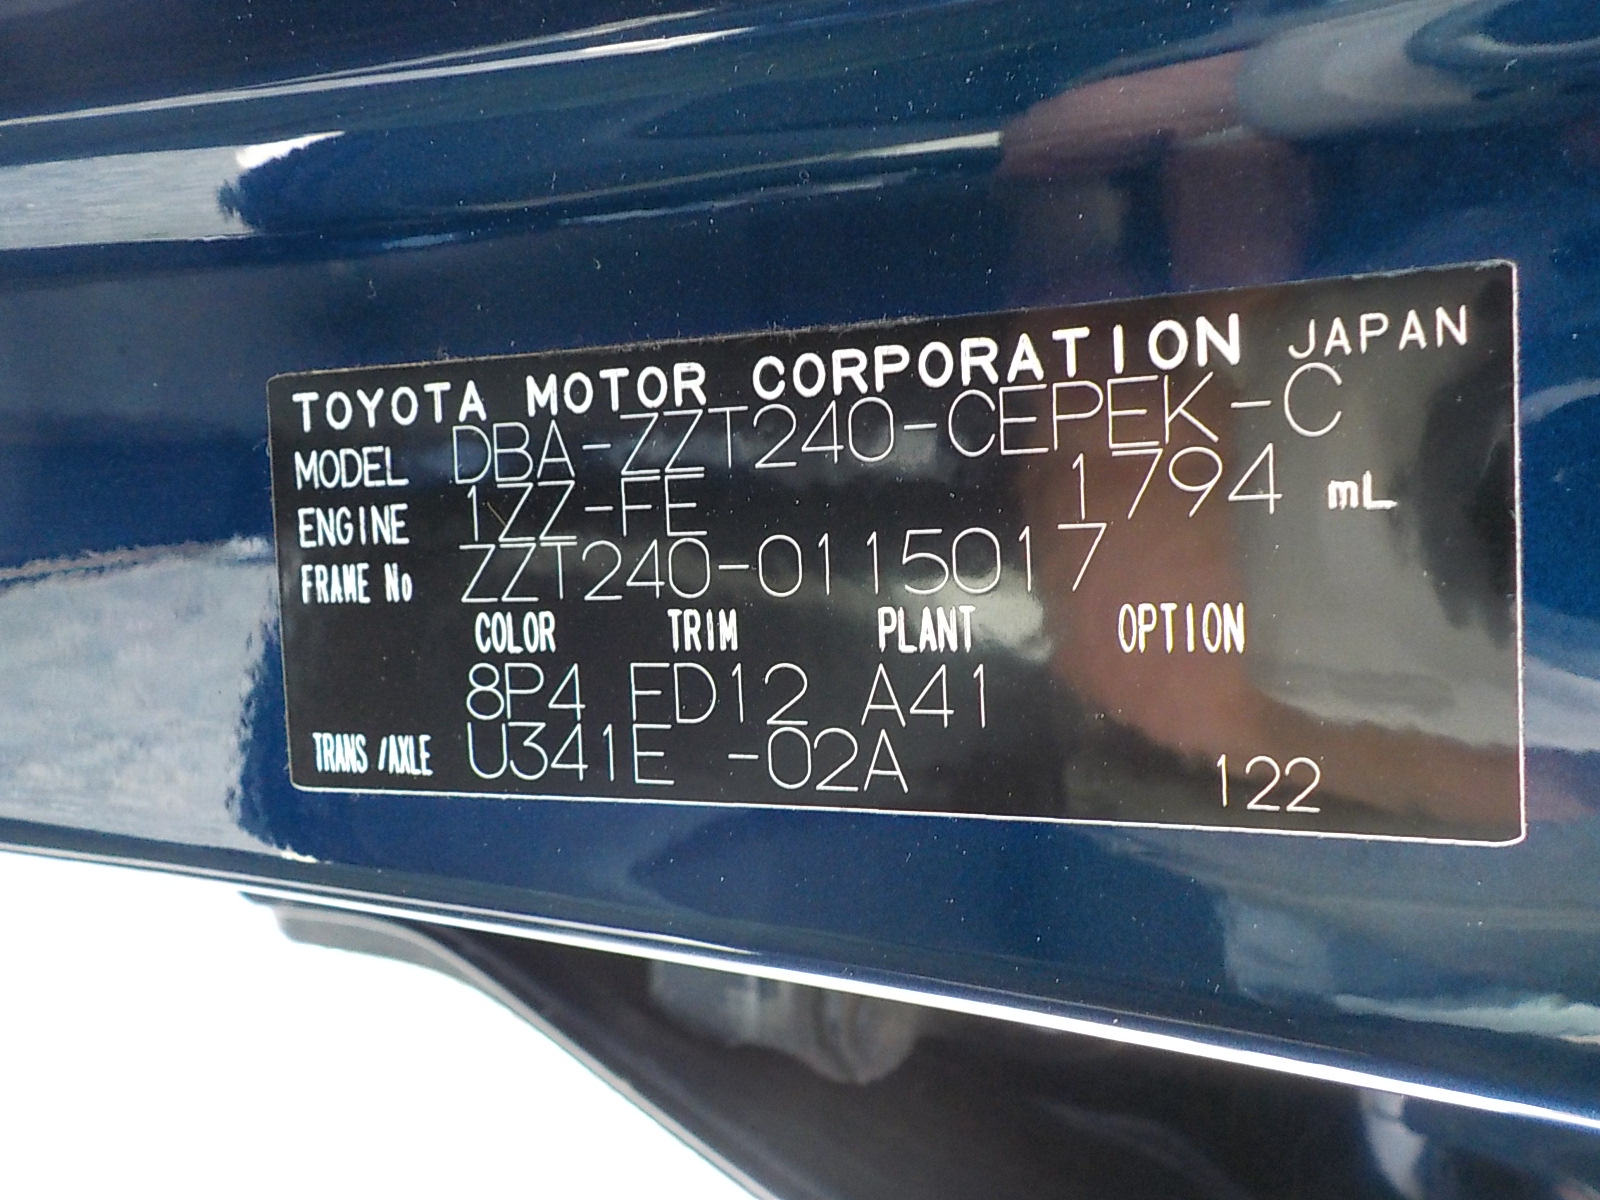 TOYOTA MOTOR CORPORATION JAPAN
MODEL DBA-ZZT240-CEPEK-C
ENGINE 1ZZ-FE 1794 mL
FRAME No ZZT240-0115017
COLOR TRIM PLANT OPTION
8P4 ED12 A41
TRANS/AXLE U341E -02A 122